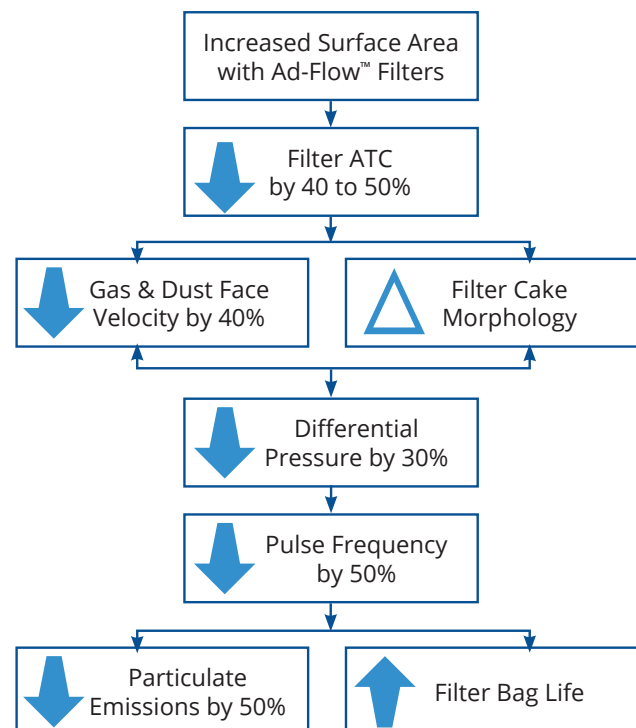 Increased Surface Area
with Ad-Flow™ Filters
Filter ATC
by 40 to 50%
Gas & Dust Face
Velocity by 40%
Filter Cake
Morphology
Differential
Pressure by 30%
Pulse Frequency
by 50%
Particulate
Emissions by 50%
Filter Bag Life